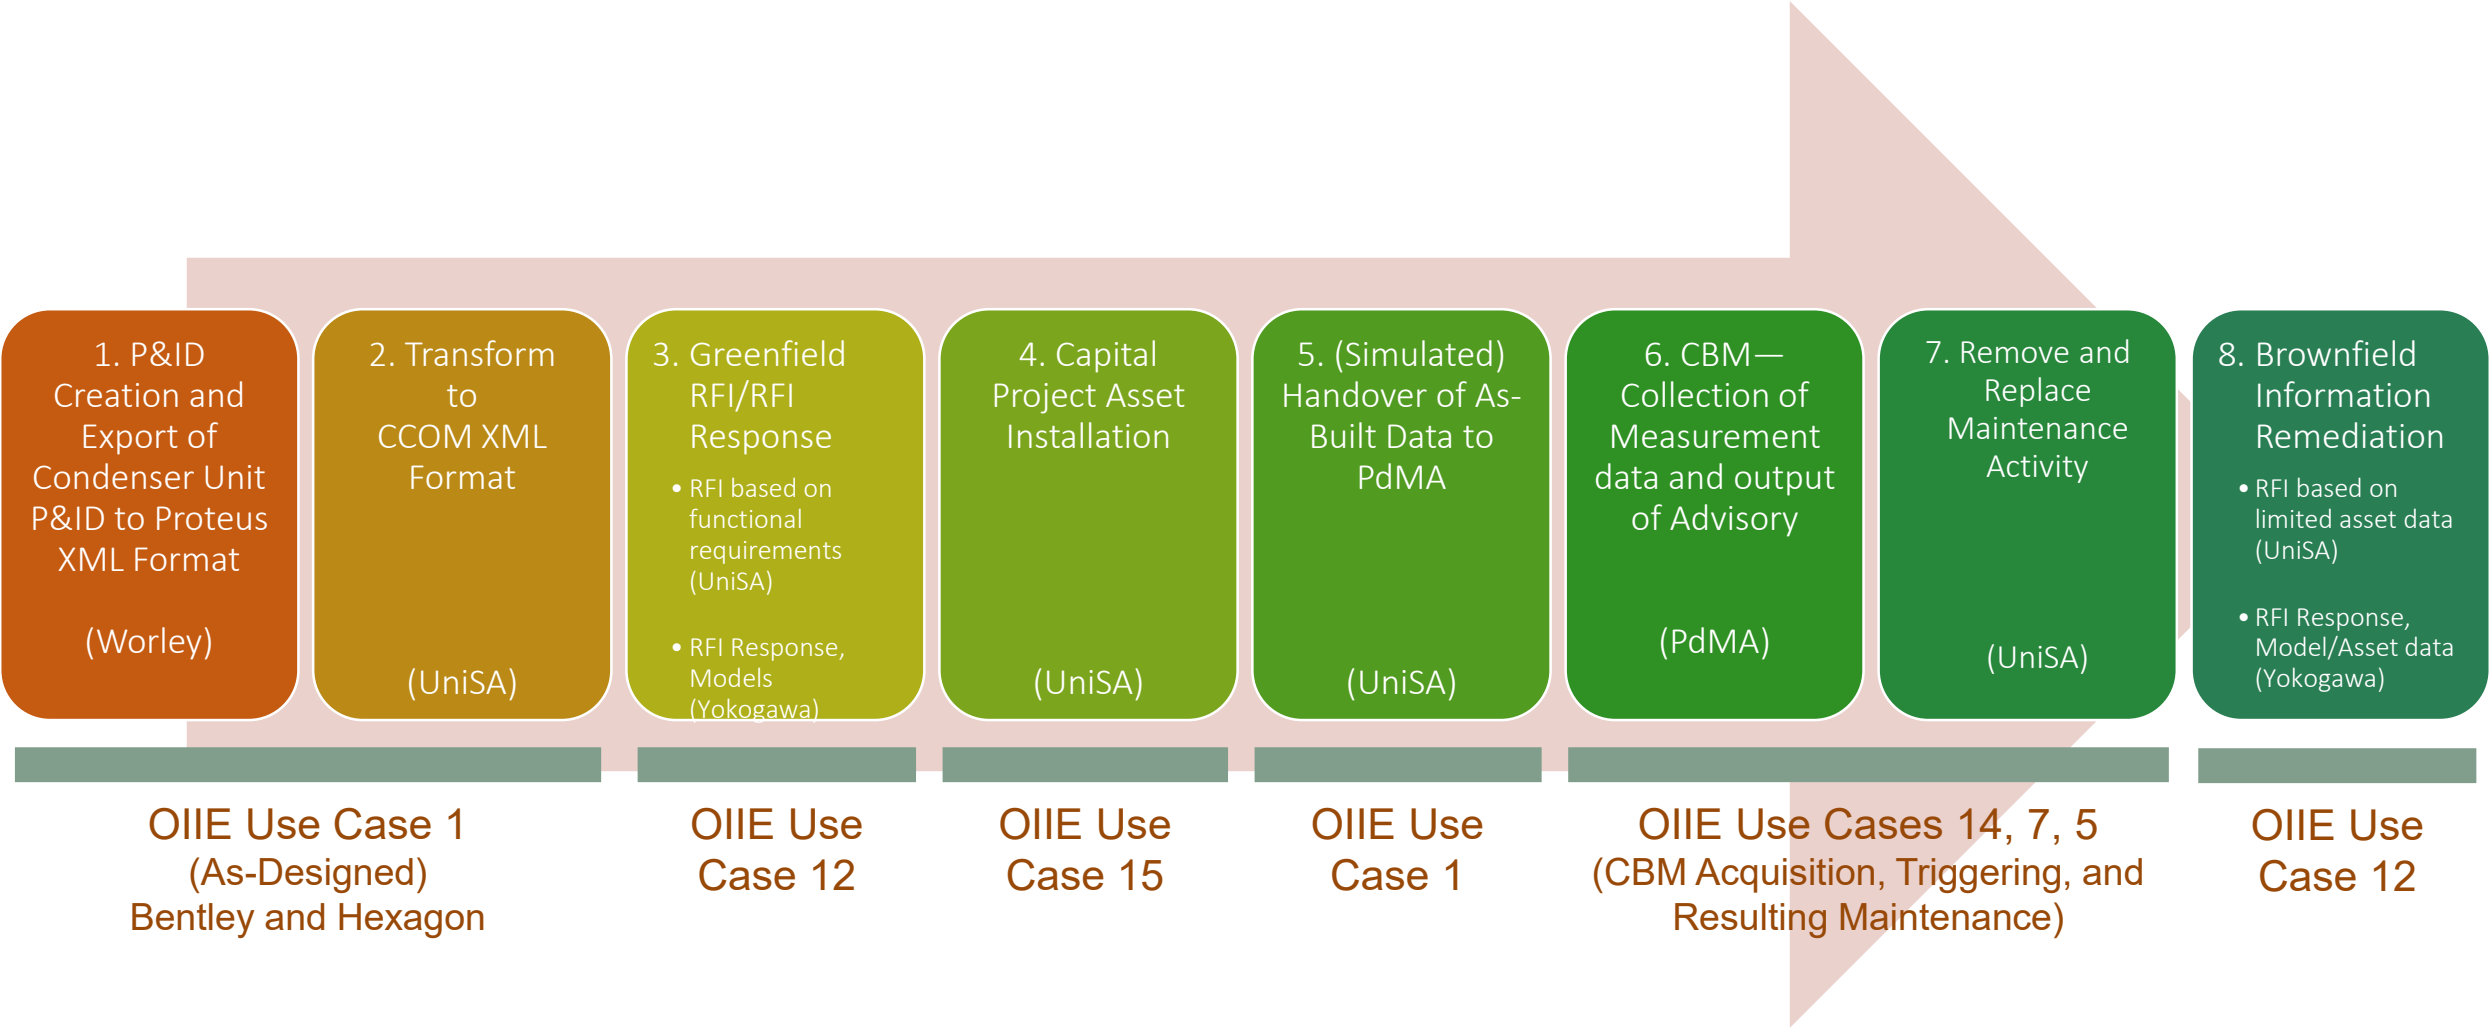 1. P&ID
Creation and
Export of
Condenser Unit
P&ID to Proteus
XML Format
(Worley)
2. Transform
to
CCOM XML
Format
(UniSA)
3. Greenfield
RFI/RFI
Response
• RFI based on
functional
requirements
(UniSA)
• RFI Response,
Models
(Yokogawa)
4. Capital
Project Asset
Installation
(UniSA)
5. (Simulated)
Handover of As-
Built Data to
PdMA
(UniSA)
6. CBM—
Collection of
Measurement
data and output
of Advisory
(PdMA)
7. Remove and
Replace
Maintenance
Activity
(UniSA)
8. Brownfield
Information
Remediation
• RFI based on
limited asset data
(UniSA)
• RFI Response,
Model/Asset data
(Yokogawa)
OIIE Use Case 1
(As-Designed)
Bentley and Hexagon
OIIE Use
Case 12
OIIE Use
Case 15
OIIE Use
Case 1
OIIE Use Cases 14, 7, 5
(CBM Acquisition, Triggering, and
Resulting Maintenance)
OIIE Use
Case 12